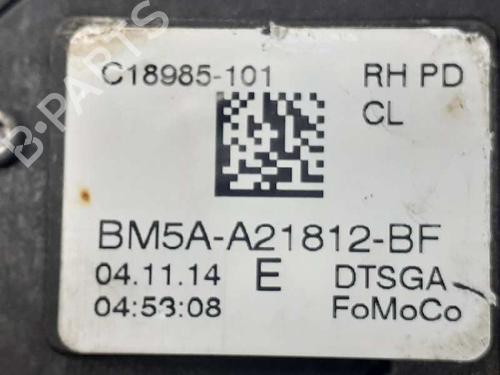 C18985-101 RH PD
CL
BM5A-A21812-BF
04.11.14 E DTSGA
04:53:08 FoMoCo
B-PARTS